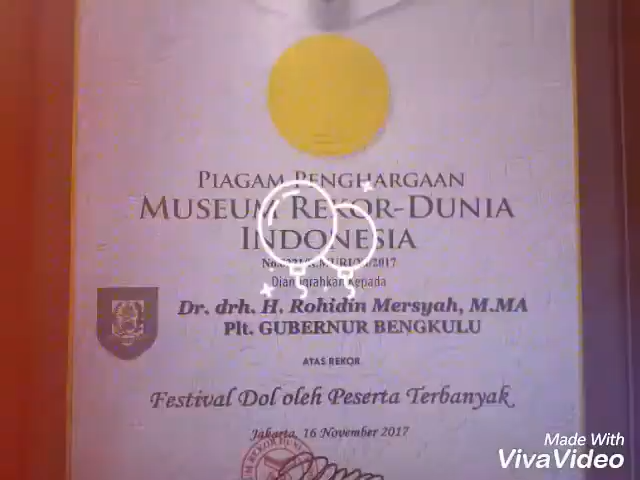 PIAGAM PENGHARGAAN
MUSEUM REKOR-DUNIA
INDONESIA
Dianugrahkan Kepada
Dr. drh. H. Rohidin Mersyah, M.MA
Plt. GUBERNUR BENGKULU
ATAS REKOR
Festival Dol oleh Peserta Terbanyak
Jakarta, 16 November 2017
Made With
VivaVideo